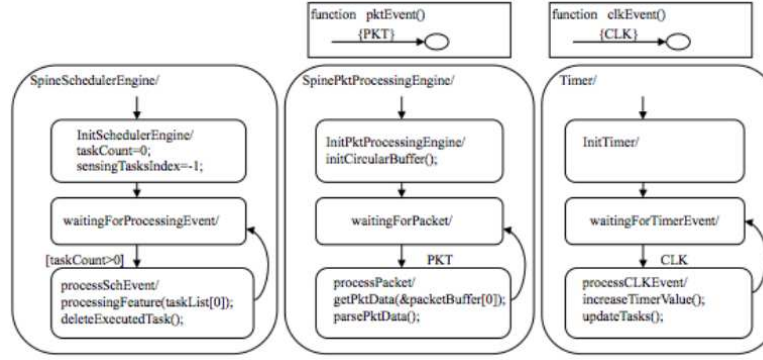 function pktEvent()
{PKT}
function clkEvent()
{CLK}
SpineSchedulerEngine/
InitSchedulerEngine/
taskCount=0;
sensingTasksIndex=-1;
waitingForProcessingEvent/
[taskCount>0]
processSchEvent/
processingFeature(taskList[0]);
deleteExecutedTask();
SpinePktProcessingEngine/
InitPktProcessingEngine/
initCircularBuffer();
waitingForPacket/
PKT
processPacket/
getPktData(&packetBuffer[0]);
parsePktData();
Timer/
InitTimer/
waitingForTimerEvent/
CLK
processCLKEvent/
increaseTimerValue();
updateTasks();